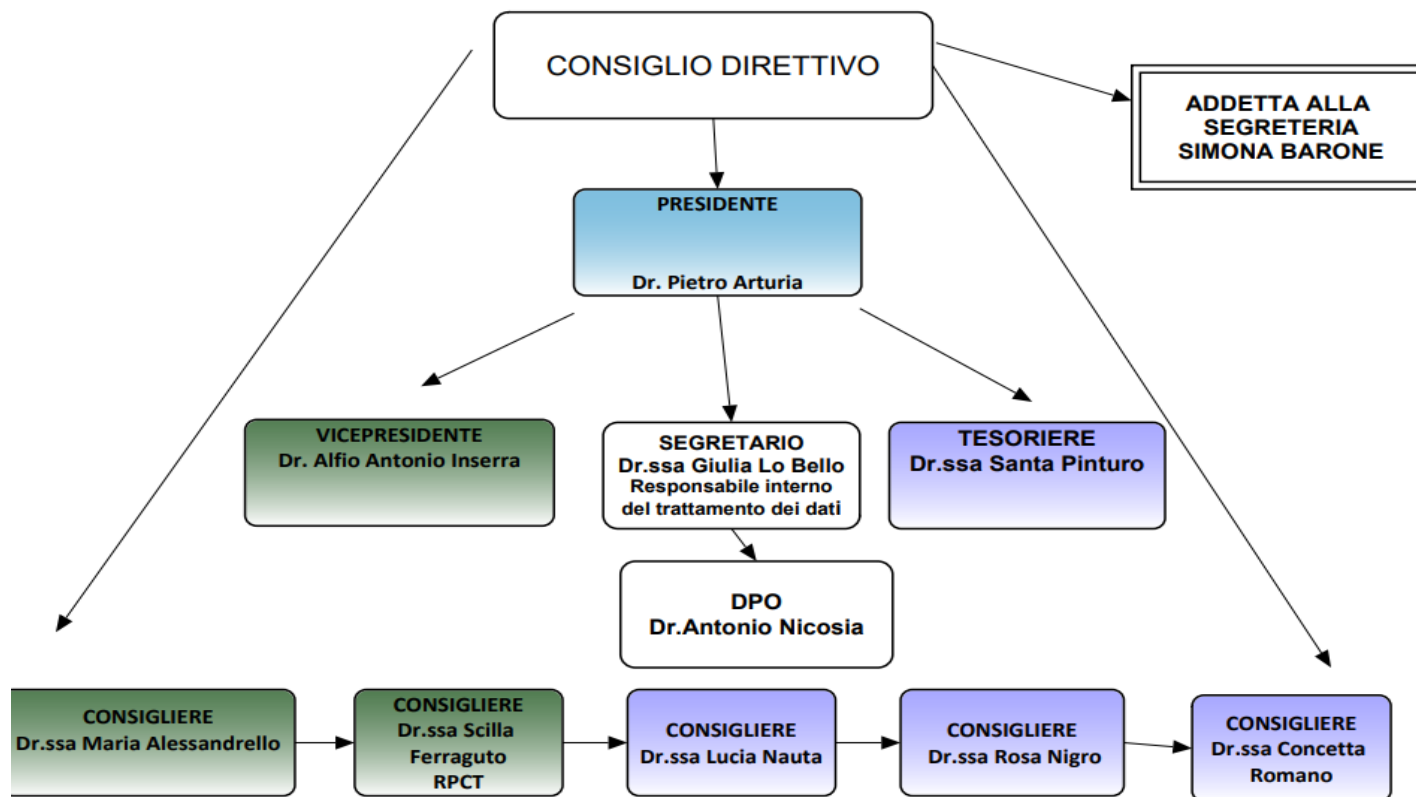 CONSIGLIO DIRETTIVO
ADDETTA ALLA
SEGRETERIA
SIMONA BARONE
PRESIDENTE
Dr. Pietro Arturia
VICEPRESIDENTE
Dr. Alfio Antonio Inserra
SEGRETARIO
Dr.ssa Giulia Lo Bello
Responsabile interno
del trattamento dei dati
TESORIERE
Dr.ssa Santa Pinturo
DPO
Dr.Antonio Nicosia
CONSIGLIERE
Dr.ssa Maria Alessandrello
CONSIGLIERE
Dr.ssa Scilla
Ferraguto
RPCT
CONSIGLIERE
Dr.ssa Lucia Nauta
CONSIGLIERE
Dr.ssa Rosa Nigro
CONSIGLIERE
Dr.ssa Concetta
Romano